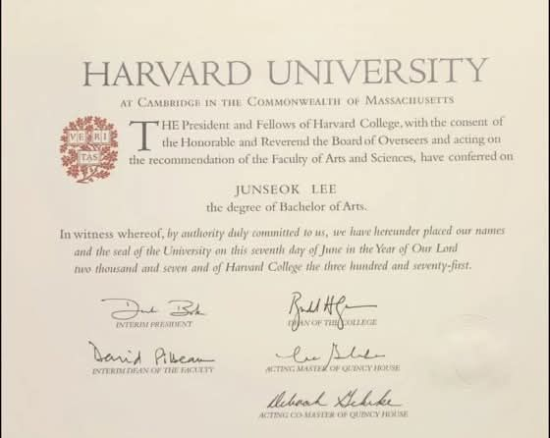 HARVARD UNIVERSITY
AT CAMBRIDGE IN THE COMMONWEALTH OF MASSACHUSETTS
VE RI
TAS
THE President and Fellows of Harvard College, with the consent of
the Honorable and Reverend the Board of Overseers and acting on
the recommendation of the Faculty of Arts and Sciences, have conferred on
JUNSEOK LEE
the degree of Bachelor of Arts.
In witness whereof, by authority duly committed to us, we have hereunder placed our names
and the seal of the University on this seventh day of June in the Year of Our Lord
two thousand and seven and of Harvard College the three hundred and seventy-first.
INTERIM PRESIDENT
DEAN OF THE COLLEGE
David Pilbeam
INTERIM DEAN OF THE FACULTY
ACTING MASTER OF QUINCY HOUSE
Deborah Gehrke
ACTING CO-MASTER OF QUINCY HOUSE